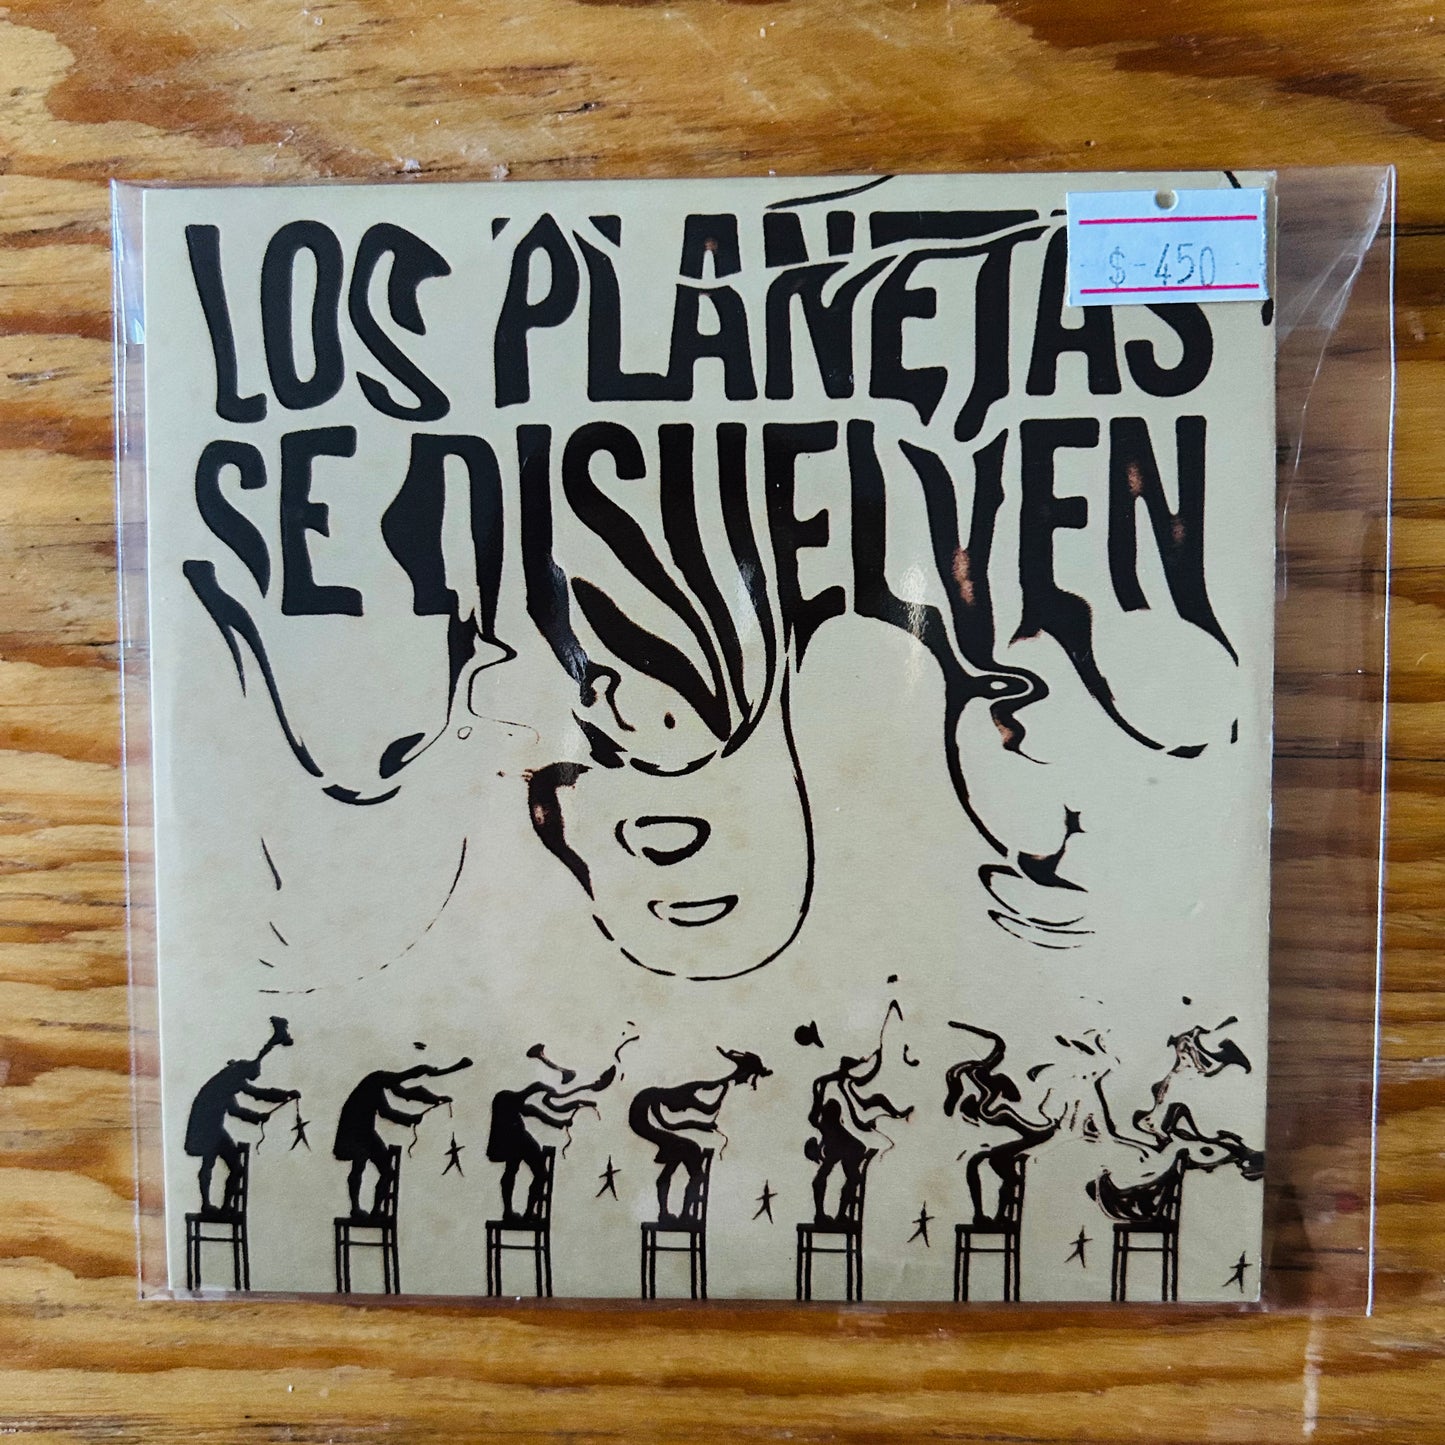 LOS PLANETAS
$-450
SE DISUELVEN